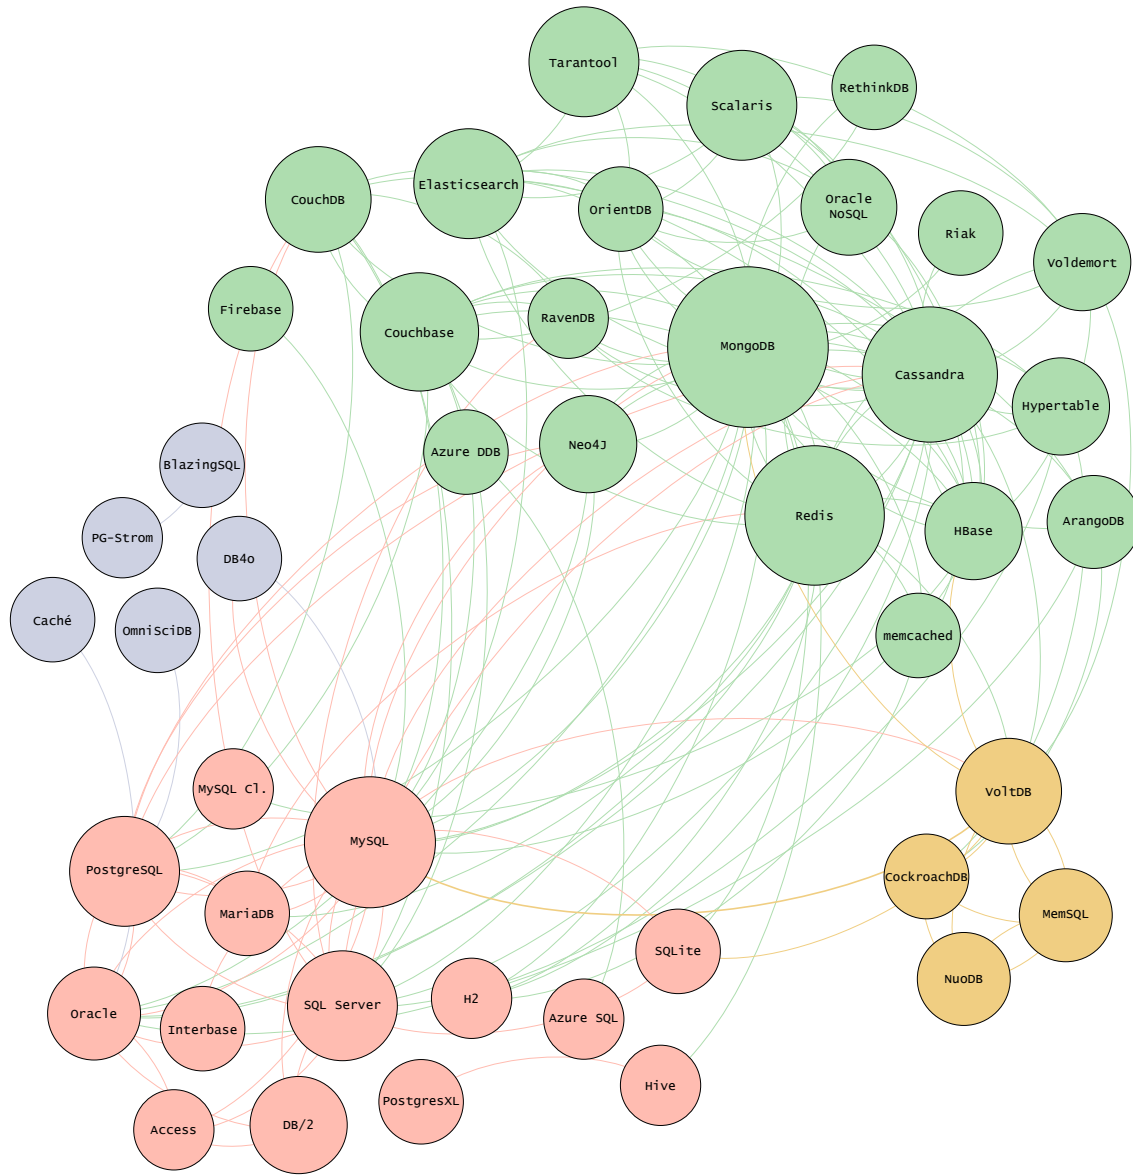 Tarantool
RethinkDB
Scalaris
Elasticsearch
CouchDB
OrientDB
Oracle
NoSQL
Riak
Voldemort
Firebase
Couchbase
RavenDB
MongoDB
Cassandra
Hypertable
Azure DDB
Neo4J
BlazingSQL
Redis
HBase
ArangoDB
PG-Strom
DB4o
Caché
OmniSciDB
memcached
MySQL Cl.
VoltDB
MySQL
PostgreSQL
CockroachDB
MariaDB
MemSQL
SQLite
NuoDB
H2
SQL Server
Oracle
Azure SQL
Interbase
Hive
PostgresXL
DB/2
Access